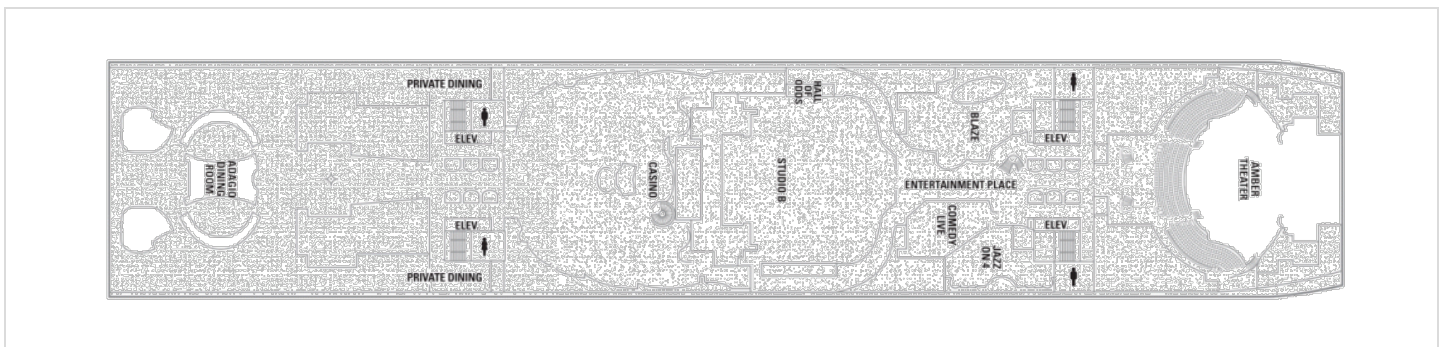 PRIVATE DINING
ELEV.
ADAGIO
DINING
ROOM
ELEV.
PRIVATE DINING
CASINO
STUDIO B
HALL
OF
ODDS
BLAZE
ELEV.
ENTERTAINMENT PLACE
COMEDY
LIVE
JAZZ
ON 4
ELEV.
AMBER
THEATER